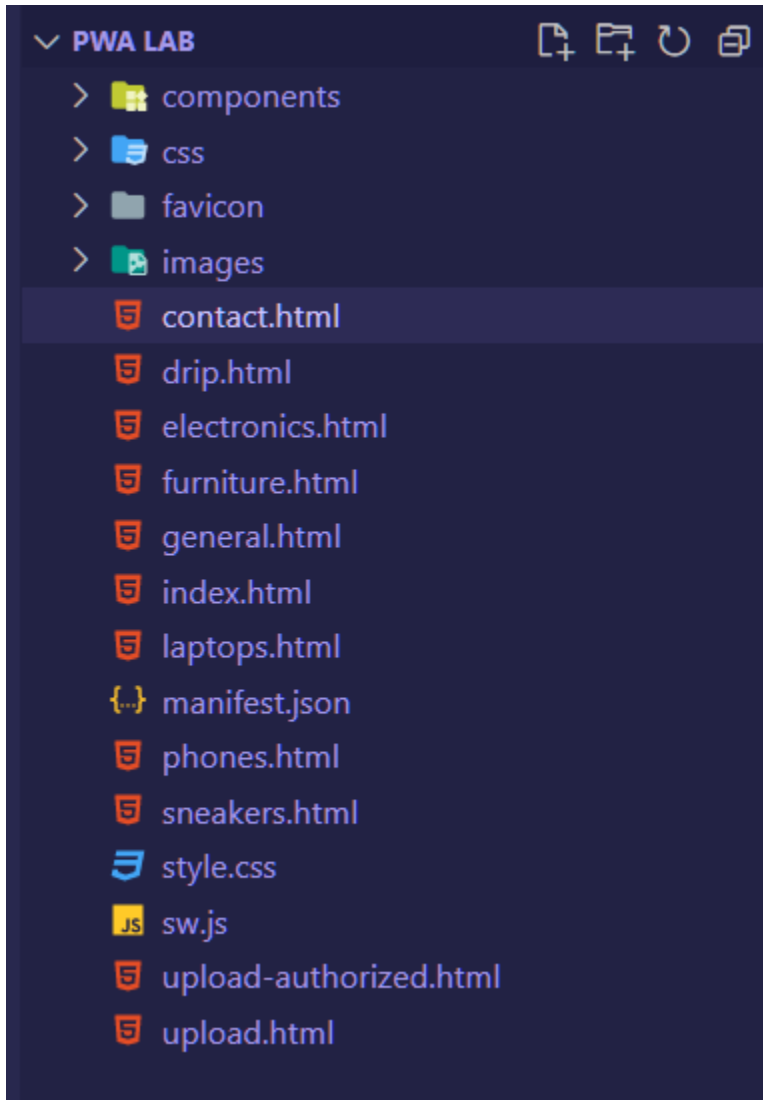 PWA LAB
components
css
favicon
images
contact.html
drip.html
electronics.html
furniture.html
general.html
index.html
laptops.html
{...} manifest.json
phones.html
sneakers.html
style.css
JS sw.js
upload-authorized.html
upload.html